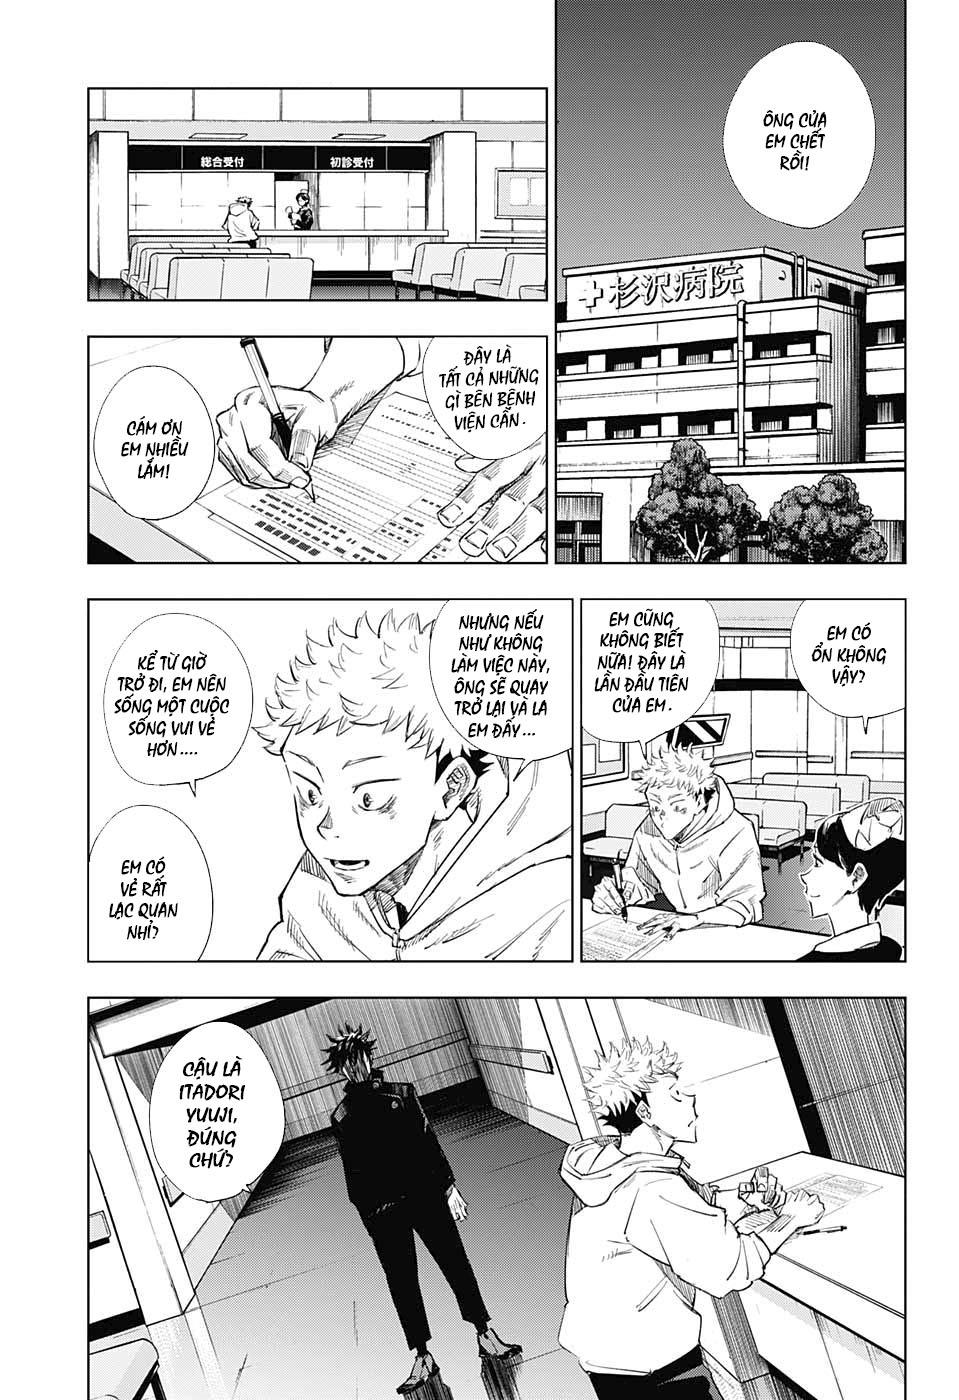 ÔNG CỦA
EM CHẾT
RỒI!
杉沢病院
総合受付
初診受付
ĐÂY LÀ
TẤT CẢ NHỮNG
GÌ BÊN BỆNH
VIỆN CẦN.
CÁM ƠN
EM NHIỀU
LẮM!
EM CÓ
ỔN KHÔNG
VẬY?
EM CŨNG
KHÔNG BIẾT
NỮA! ĐÂY LÀ
LẦN ĐẦU TIÊN
CỦA EM.
NHƯNG NẾU
NHƯ KHÔNG
LÀM VIỆC NÀY,
ÔNG SẼ QUAY
TRỞ LẠI VÀ LA
EM ĐẤY...
KỂ TỪ GIỜ
TRỞ ĐI, EM NÊN
SỐNG MỘT CUỘC
SỐNG VUI VẺ
HƠN....
EM CÓ
VẺ RẤT
LẠC QUAN
NHỈ?
CẬU LÀ
ITADORI
YUUJI,
ĐÚNG
CHỨ?